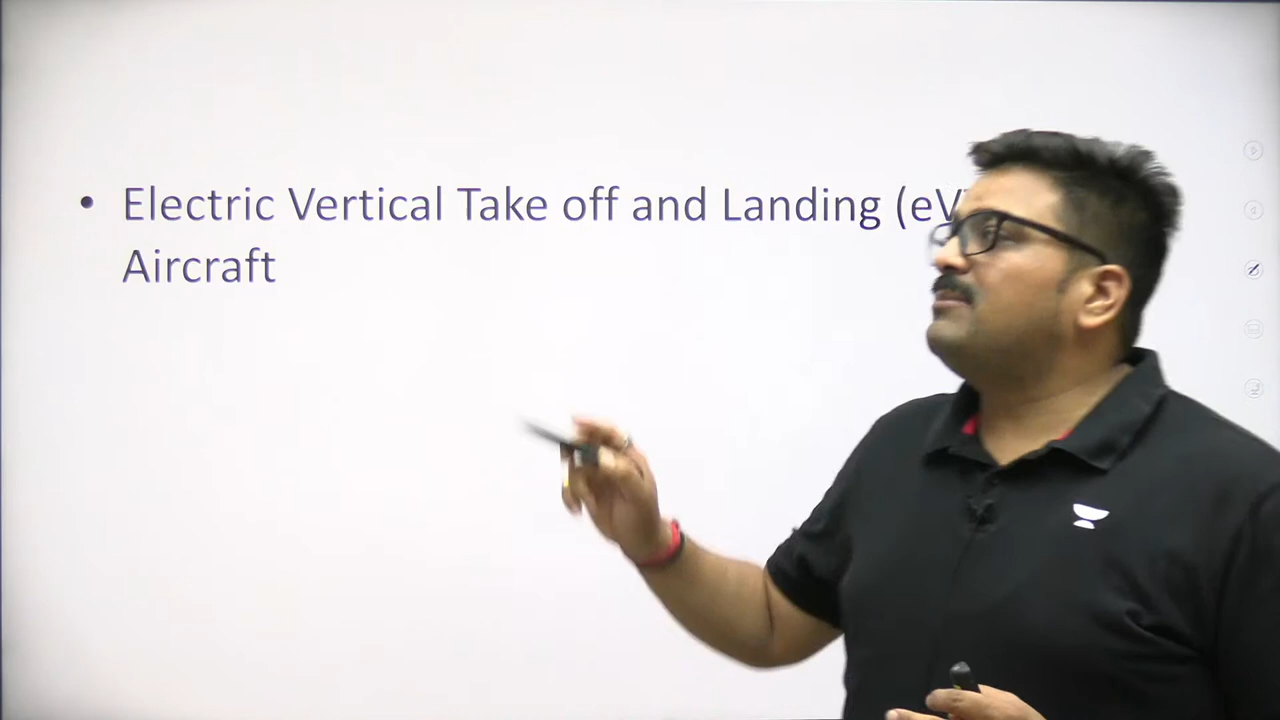 • Electric Vertical Take off and Landing (eV
Aircraft